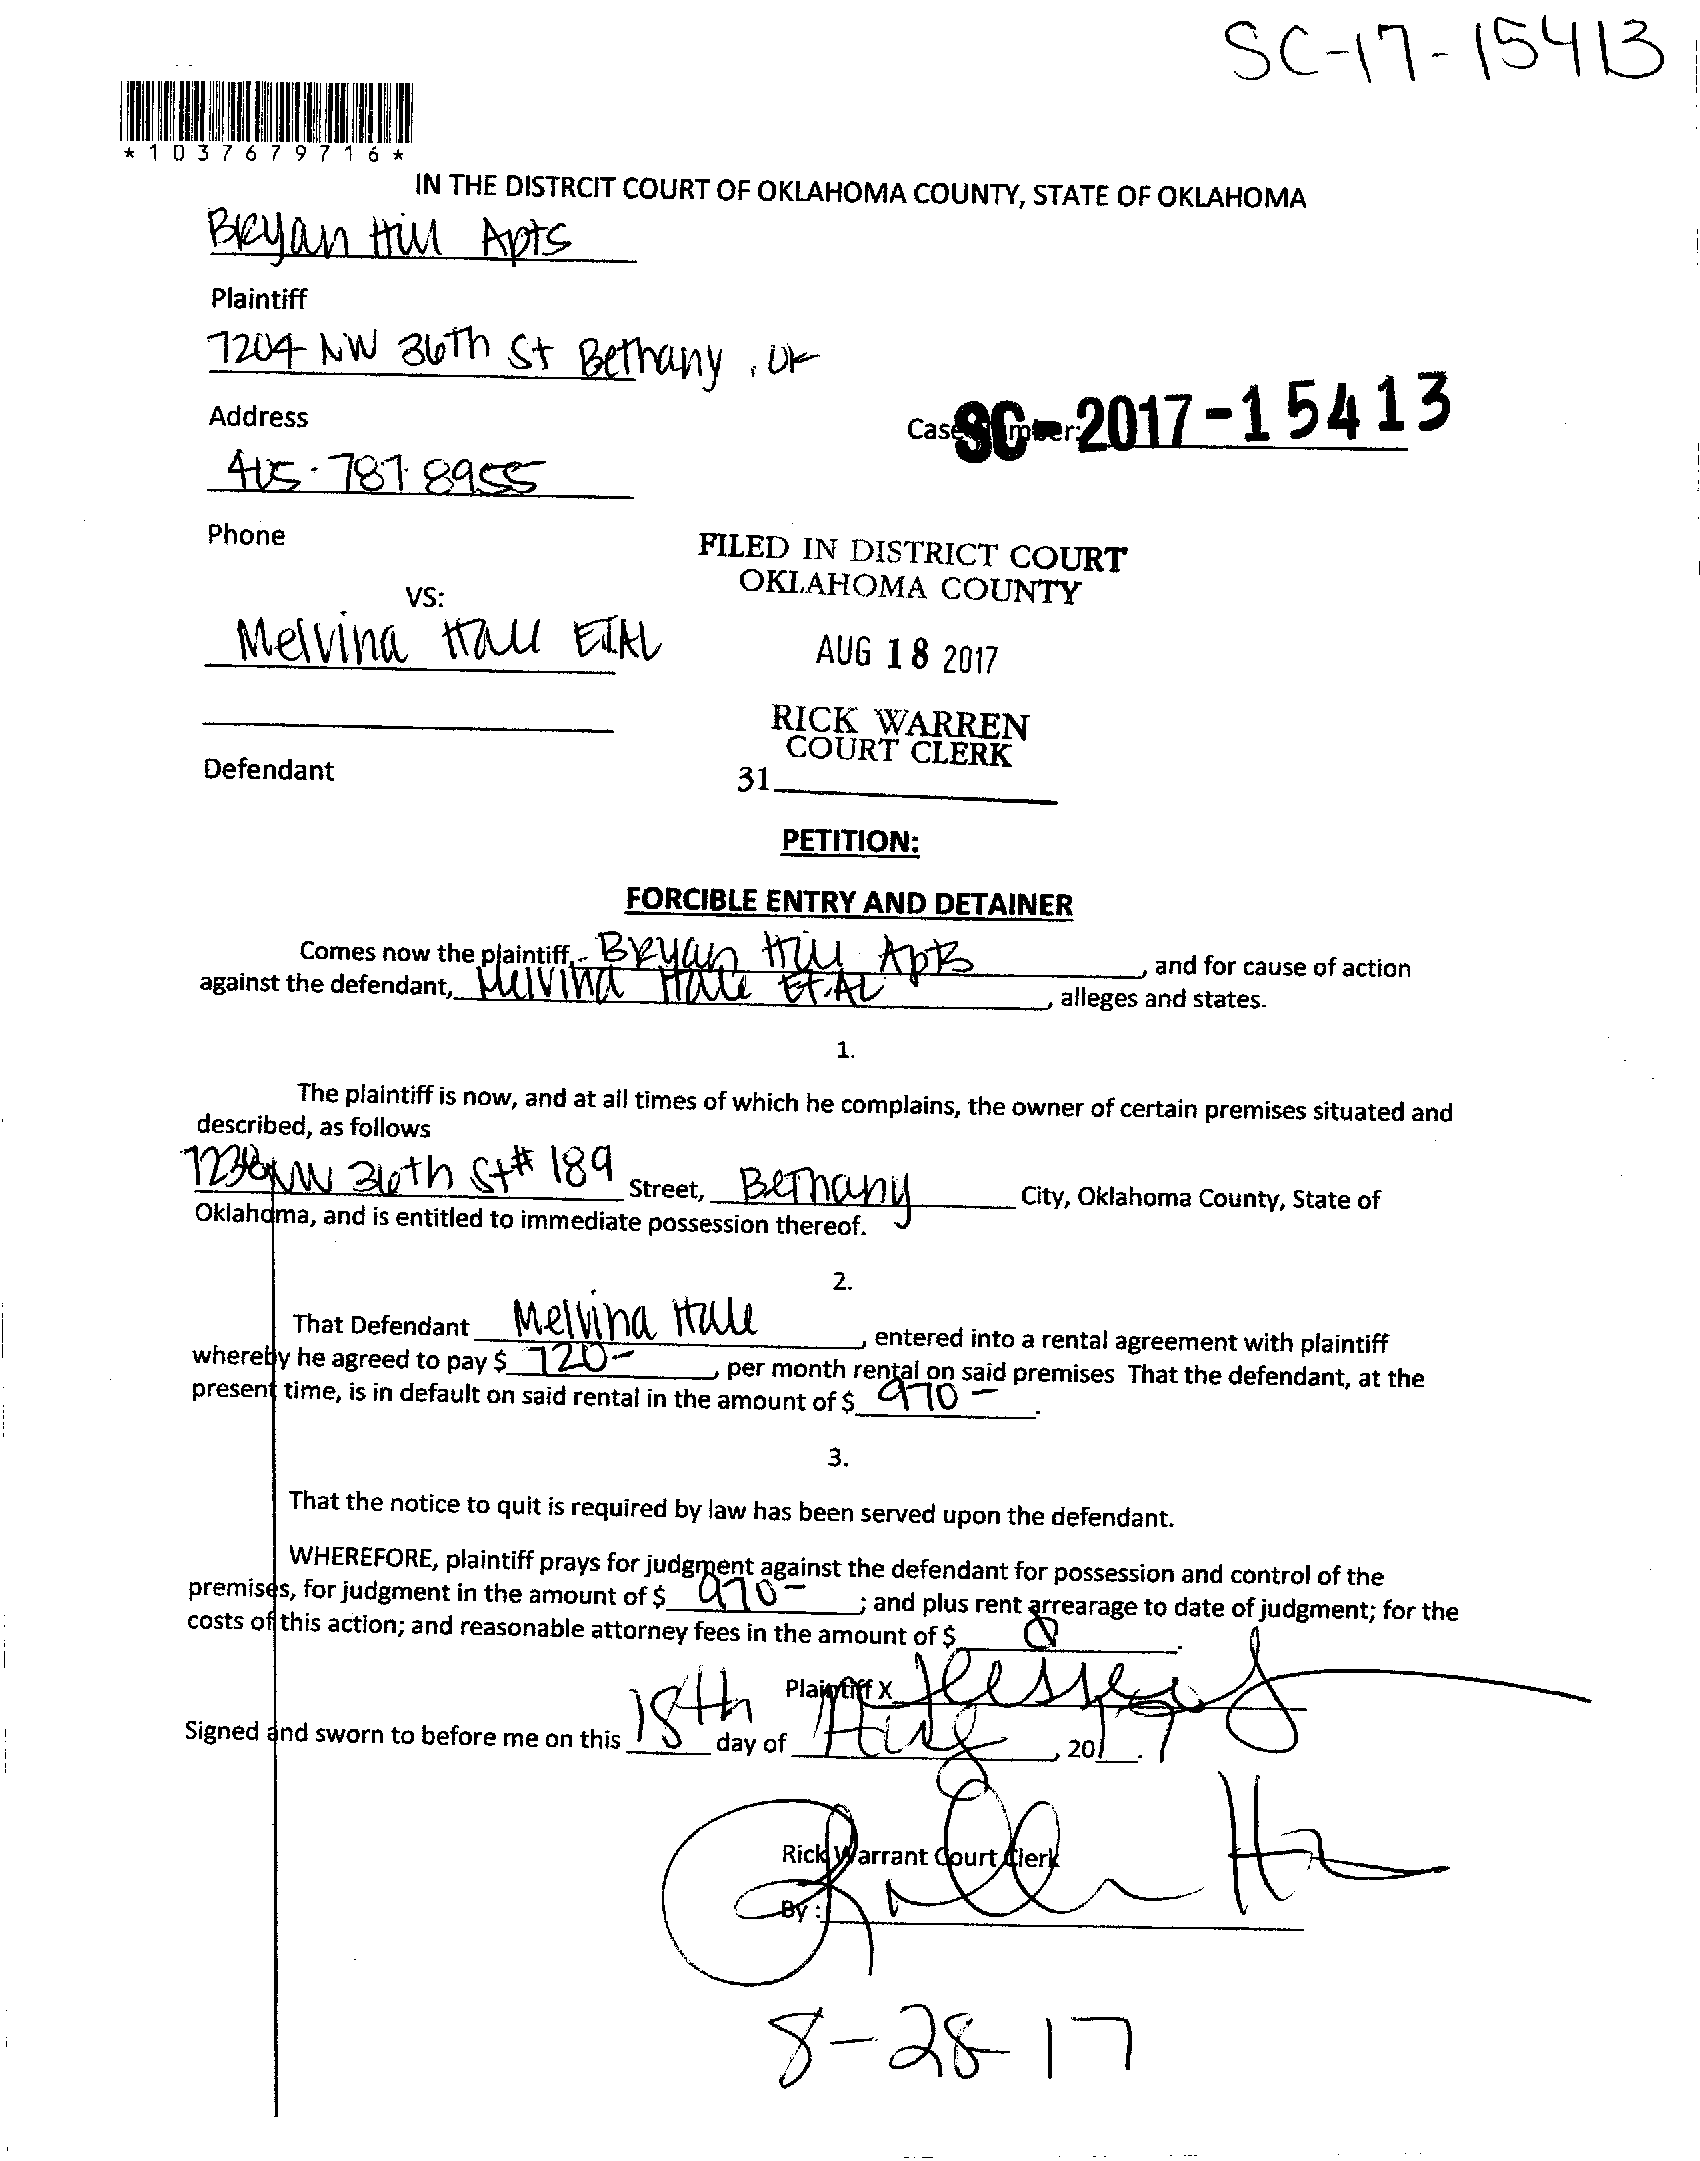 SC-17-15413
*1037679716*
IN THE DISTRCIT COURT OF OKLAHOMA COUNTY, STATE OF OKLAHOMA
Bryan Hill Apts
Plaintiff
7204 NW 36th St Bethany, OK
Address
Case Number: SC-2017-15413
405-787-8955
Phone
FILED IN DISTRICT COURT
OKLAHOMA COUNTY
VS:
Melvina Hall ETAL
AUG 18 2017
RICK WARREN
COURT CLERK
Defendant
31
PETITION:
FORCIBLE ENTRY AND DETAINER
Comes now the plaintiff, Bryan Hill Apts, and for cause of action
against the defendant, Melvina Hall ET.AL, alleges and states.
1.
The plaintiff is now, and at all times of which he complains, the owner of certain premises situated and
described, as follows
NW 36th St # 189 Street, Bethany City, Oklahoma County, State of
Oklahoma, and is entitled to immediate possession thereof.
2.
That Defendant Melvina Hall, entered into a rental agreement with plaintiff
whereby he agreed to pay $ 720-, per month rental on said premises That the defendant, at the
present time, is in default on said rental in the amount of $ 970-.
3.
That the notice to quit is required by law has been served upon the defendant.
WHEREFORE, plaintiff prays for judgment against the defendant for possession and control of the
premises, for judgment in the amount of $ 970-; and plus rent arrearage to date of judgment; for the
costs of this action; and reasonable attorney fees in the amount of $
Plaintiff X
Signed and sworn to before me on this 18th day of Aug, 2017.
Rick Warrant Court Clerk
By:
8-28-17